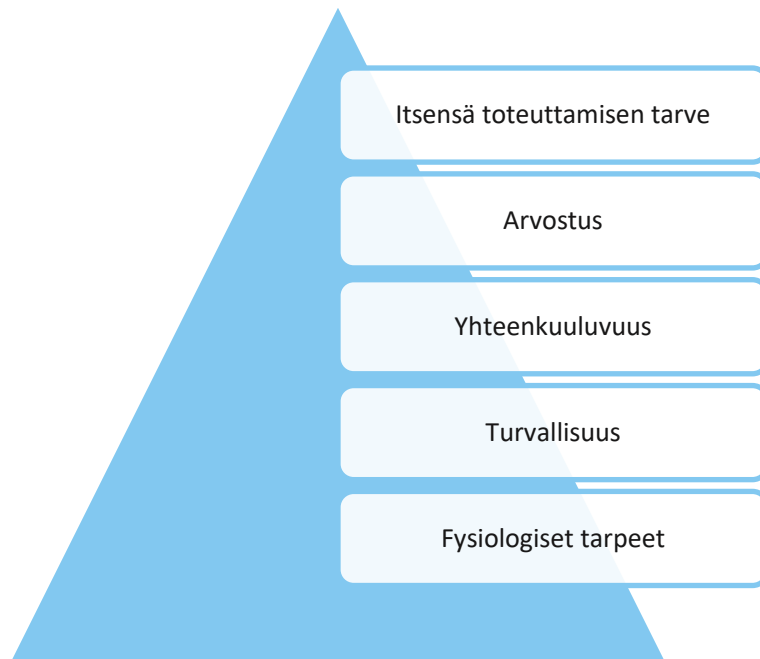 Itsensä toteuttamisen tarve
Arvostus
Yhteenkuuluvuus
Turvallisuus
Fysiologiset tarpeet